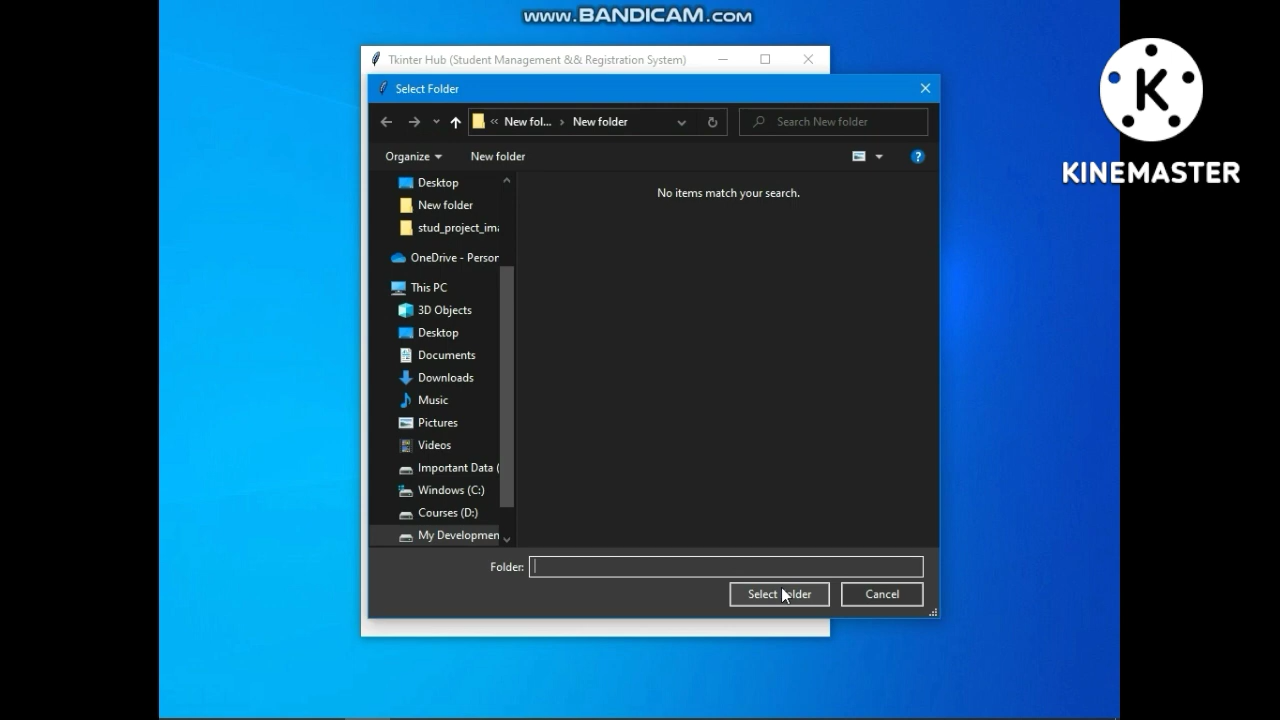 www.BANDICAM.com
K
KINEMASTER
Tkinter Hub (Student Management && Registration System)
Select Folder
« New fol... › New folder
Search New folder
Organize
New folder
?
Desktop
New folder
stud_project_ima
OneDrive - Person
This PC
3D Objects
Desktop
Documents
Downloads
Music
Pictures
Videos
Important Data (
Windows (C:)
Courses (D:)
My Developmen
No items match your search.
Folder:
Select Folder
Cancel